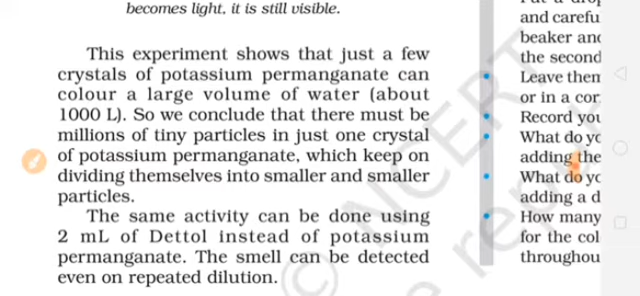 becomes light, it is still visible.
This experiment shows that just a few
crystals of potassium permanganate can
colour a large volume of water (about
1000 L). So we conclude that there must be
millions of tiny particles in just one crystal
of potassium permanganate, which keep on
dividing themselves into smaller and smaller
particles.
The same activity can be done using
2 mL of Dettol instead of potassium
permanganate. The smell can be detected
even on repeated dilution.
and carefu
beaker and
the second
Leave them
or in a cor
Record you
What do yo
adding the
What do yo
adding a d
How many
for the col
throughou
© NCERT